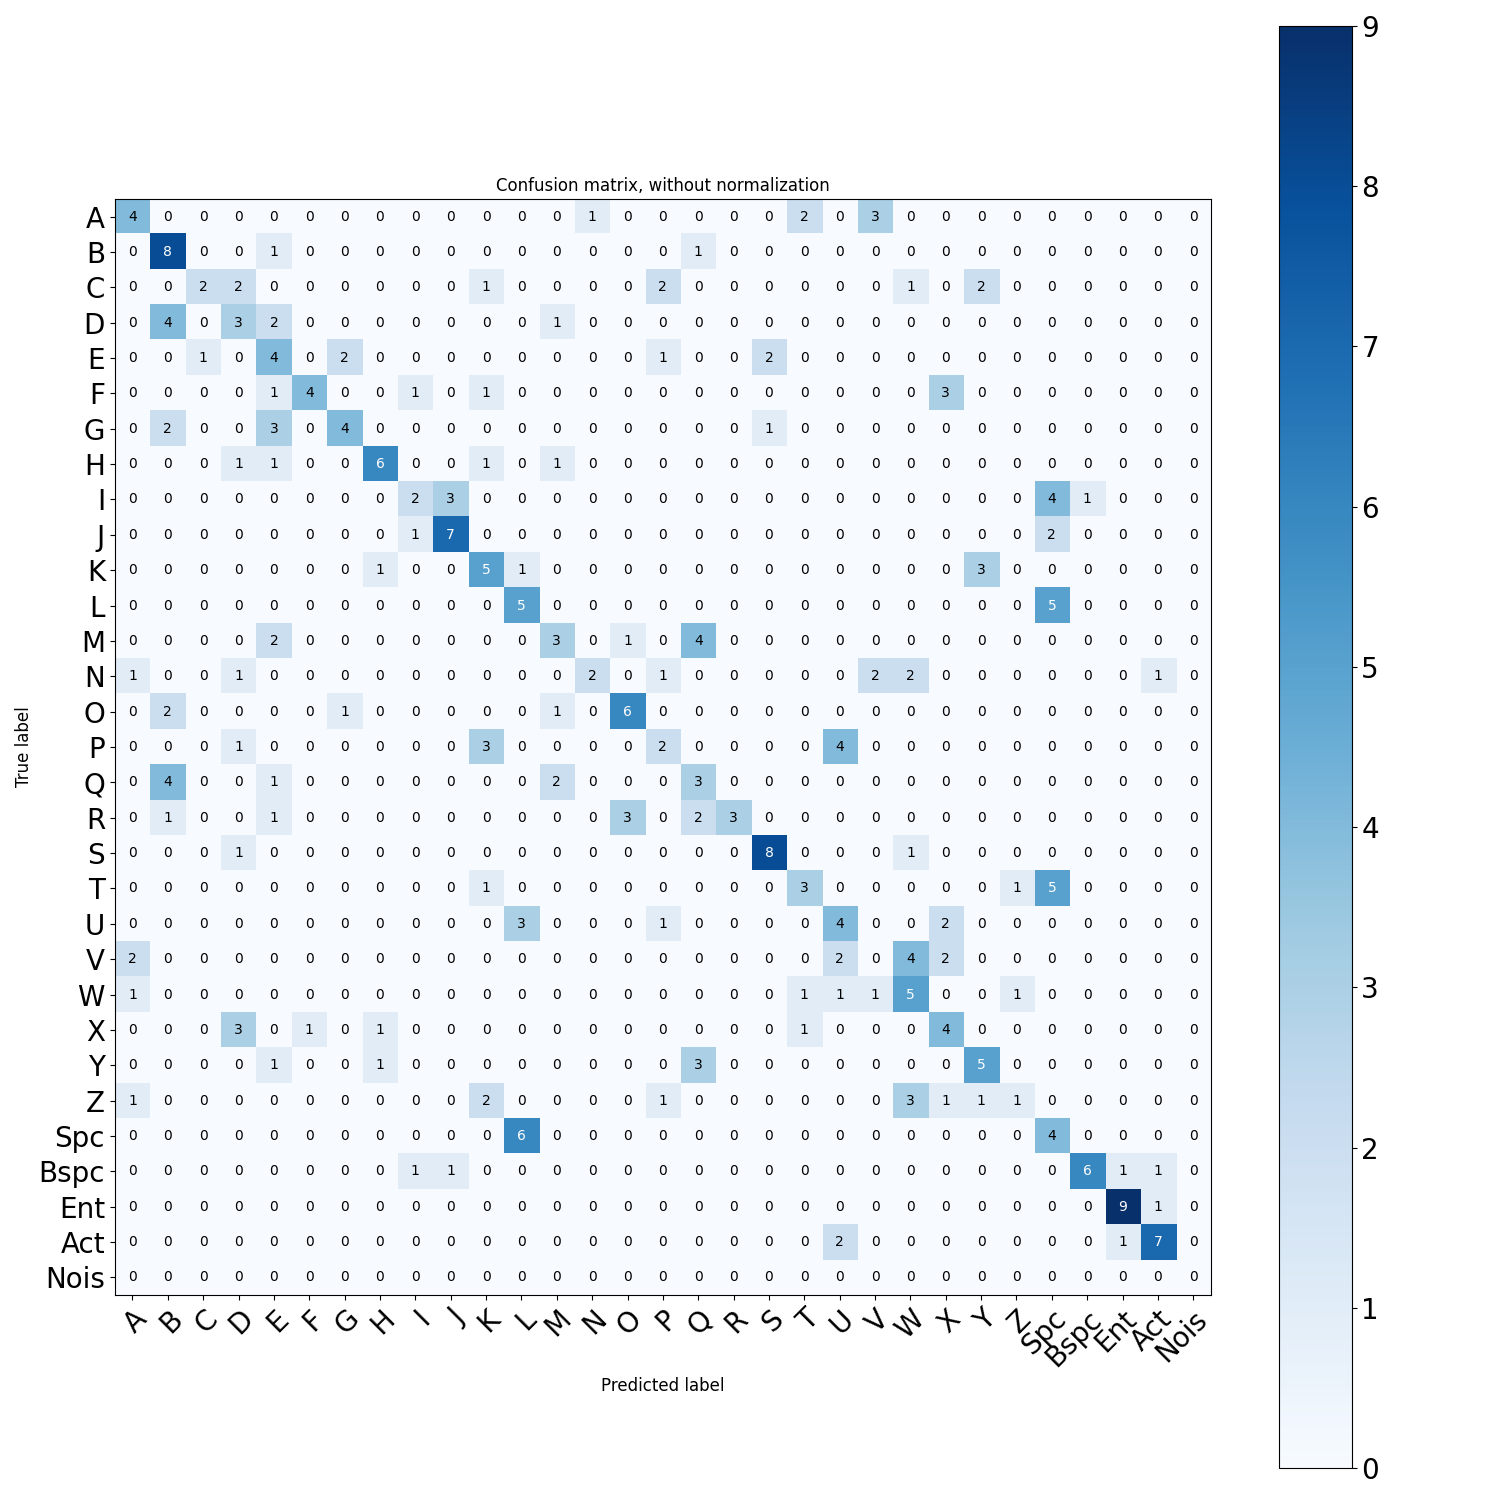 Confusion matrix, without normalization
A 4 0 0 0 0 0 0 0 0 0 0 0 0 1 0 0 0 0 0 2 0 3 0 0 0 0 0 0 0 0 0
B 0 8 0 0 1 0 0 0 0 0 0 0 0 0 0 0 1 0 0 0 0 0 0 0 0 0 0 0 0 0 0
C 0 0 2 2 0 0 0 0 0 0 1 0 0 0 0 2 0 0 0 0 0 0 1 0 2 0 0 0 0 0 0
D 0 4 0 3 2 0 0 0 0 0 0 0 1 0 0 0 0 0 0 0 0 0 0 0 0 0 0 0 0 0 0
E 0 0 1 0 4 0 2 0 0 0 0 0 0 0 0 1 0 0 2 0 0 0 0 0 0 0 0 0 0 0 0
F 0 0 0 0 1 4 0 0 1 0 1 0 0 0 0 0 0 0 0 0 0 0 0 3 0 0 0 0 0 0 0
G 0 2 0 0 3 0 4 0 0 0 0 0 0 0 0 0 0 0 1 0 0 0 0 0 0 0 0 0 0 0 0
H 0 0 0 1 1 0 0 6 0 0 1 0 1 0 0 0 0 0 0 0 0 0 0 0 0 0 0 0 0 0 0
I 0 0 0 0 0 0 0 0 2 3 0 0 0 0 0 0 0 0 0 0 0 0 0 0 0 0 4 1 0 0 0
J 0 0 0 0 0 0 0 0 1 7 0 0 0 0 0 0 0 0 0 0 0 0 0 0 0 0 2 0 0 0 0
K 0 0 0 0 0 0 0 1 0 0 5 1 0 0 0 0 0 0 0 0 0 0 0 0 3 0 0 0 0 0 0
L 0 0 0 0 0 0 0 0 0 0 0 5 0 0 0 0 0 0 0 0 0 0 0 0 0 0 5 0 0 0 0
M 0 0 0 0 2 0 0 0 0 0 0 0 3 0 1 0 4 0 0 0 0 0 0 0 0 0 0 0 0 0 0
N 1 0 0 1 0 0 0 0 0 0 0 0 0 2 0 1 0 0 0 0 0 2 2 0 0 0 0 0 0 1 0
O 0 2 0 0 0 0 1 0 0 0 0 0 1 0 6 0 0 0 0 0 0 0 0 0 0 0 0 0 0 0 0
P 0 0 0 1 0 0 0 0 0 0 3 0 0 0 0 2 0 0 0 0 4 0 0 0 0 0 0 0 0 0 0
Q 0 4 0 0 1 0 0 0 0 0 0 0 2 0 0 0 3 0 0 0 0 0 0 0 0 0 0 0 0 0 0
R 0 1 0 0 1 0 0 0 0 0 0 0 0 0 3 0 2 3 0 0 0 0 0 0 0 0 0 0 0 0 0
S 0 0 0 1 0 0 0 0 0 0 0 0 0 0 0 0 0 0 8 0 0 0 1 0 0 0 0 0 0 0 0
T 0 0 0 0 0 0 0 0 0 0 1 0 0 0 0 0 0 0 0 3 0 0 0 0 0 1 5 0 0 0 0
U 0 0 0 0 0 0 0 0 0 0 0 3 0 0 0 1 0 0 0 0 4 0 0 2 0 0 0 0 0 0 0
V 2 0 0 0 0 0 0 0 0 0 0 0 0 0 0 0 0 0 0 0 2 0 4 2 0 0 0 0 0 0 0
W 1 0 0 0 0 0 0 0 0 0 0 0 0 0 0 0 0 0 0 1 1 1 5 0 0 1 0 0 0 0 0
X 0 0 0 3 0 1 0 1 0 0 0 0 0 0 0 0 0 0 0 1 0 0 0 4 0 0 0 0 0 0 0
Y 0 0 0 0 1 0 0 1 0 0 0 0 0 0 0 0 3 0 0 0 0 0 0 0 5 0 0 0 0 0 0
Z 1 0 0 0 0 0 0 0 0 0 2 0 0 0 0 1 0 0 0 0 0 0 3 1 1 1 0 0 0 0 0
Spc 0 0 0 0 0 0 0 0 0 0 0 6 0 0 0 0 0 0 0 0 0 0 0 0 0 0 4 0 0 0 0
Bspc 0 0 0 0 0 0 0 0 1 1 0 0 0 0 0 0 0 0 0 0 0 0 0 0 0 0 0 6 1 1 0
Ent 0 0 0 0 0 0 0 0 0 0 0 0 0 0 0 0 0 0 0 0 0 0 0 0 0 0 0 0 9 1 0
Act 0 0 0 0 0 0 0 0 0 0 0 0 0 0 0 0 0 0 0 0 2 0 0 0 0 0 0 0 1 7 0
Nois 0 0 0 0 0 0 0 0 0 0 0 0 0 0 0 0 0 0 0 0 0 0 0 0 0 0 0 0 0 0 0
A B C D E F G H I J K L M N O P Q R S T U V W X Y Z Spc Bspc Ent Act Nois
Predicted label
True label
9
8
7
6
5
4
3
2
1
0